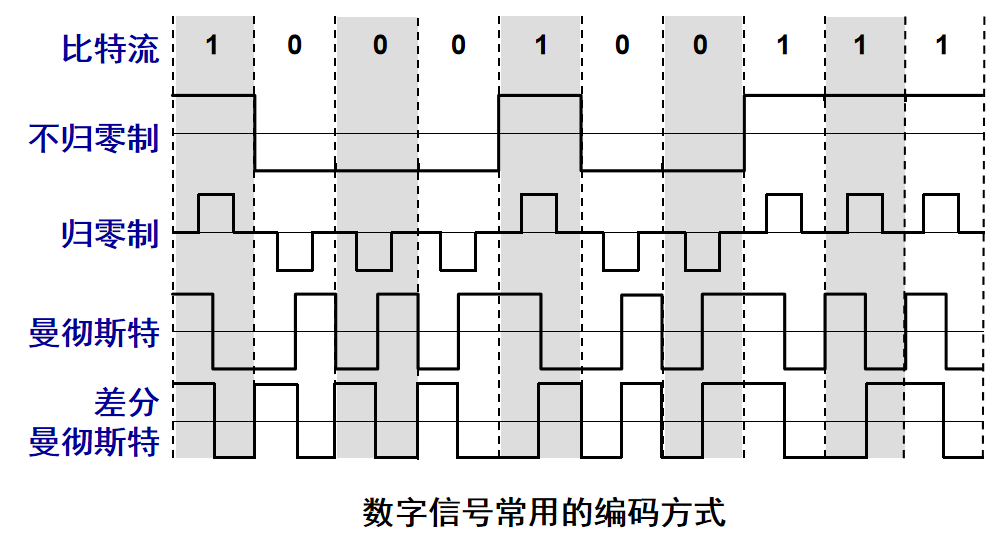 比特流 1 0 0 0 1 0 0 1 1 1
不归零制
归零制
曼彻斯特
差分
曼彻斯特
数字信号常用的编码方式